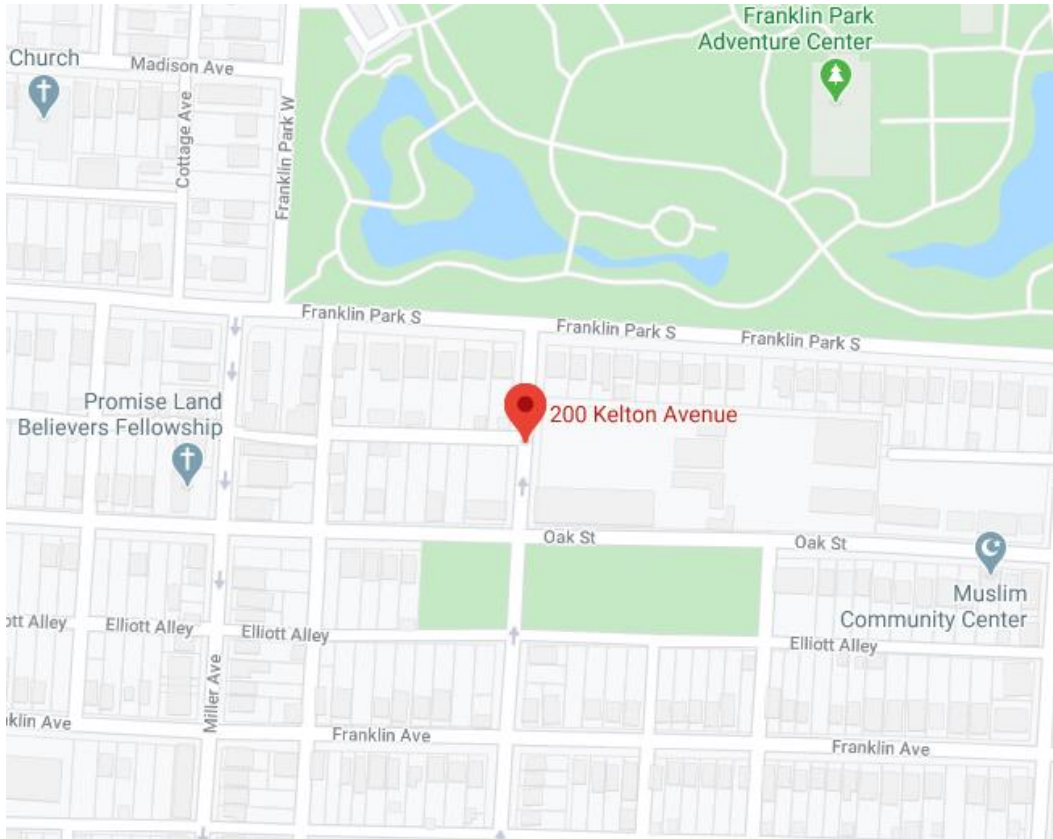 Franklin Park
Adventure Center
Church
Madison Ave
Cottage Ave
Franklin Park W
Franklin Park S
Franklin Park S
Franklin Park S
Promise Land
Believers Fellowship
200 Kelton Avenue
Oak St
Oak St
Muslim
Community Center
ott Alley
Elliott Alley
Elliott Alley
Elliott Alley
Miller Ave
nklin Ave
Franklin Ave
Franklin Ave